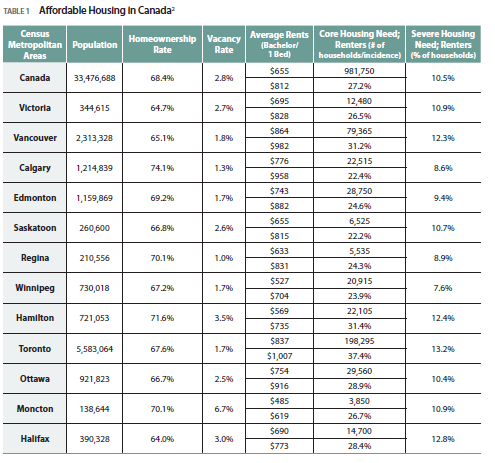 TABLE 1 Affordable Housing in Canada²
Census Metropolitan Areas | Population | Homeownership Rate | Vacancy Rate | Average Rents (Bachelor/ 1 Bed) | Core Housing Need; Renters (# of households/incidence) | Severe Housing Need; Renters (% of households)
Canada | 33,476,688 | 68.4% | 2.8% | $655 | 981,750 | 10.5%
$812 | 27.2%
Victoria | 344,615 | 64.7% | 2.7% | $695 | 12,480 | 10.9%
$828 | 26.5%
Vancouver | 2,313,328 | 65.1% | 1.8% | $864 | 79,365 | 12.3%
$982 | 31.2%
Calgary | 1,214,839 | 74.1% | 1.3% | $776 | 22,515 | 8.6%
$958 | 22.4%
Edmonton | 1,159,869 | 69.2% | 1.7% | $743 | 28,750 | 9.4%
$882 | 24.6%
Saskatoon | 260,600 | 66.8% | 2.6% | $655 | 6,525 | 10.7%
$815 | 22.2%
Regina | 210,556 | 70.1% | 1.0% | $633 | 5,535 | 8.9%
$831 | 24.3%
Winnipeg | 730,018 | 67.2% | 1.7% | $527 | 20,915 | 7.6%
$704 | 23.9%
Hamilton | 721,053 | 71.6% | 3.5% | $569 | 22,105 | 12.4%
$735 | 31.4%
Toronto | 5,583,064 | 67.6% | 1.7% | $837 | 198,295 | 13.2%
$1,007 | 37.4%
Ottawa | 921,823 | 66.7% | 2.5% | $754 | 29,560 | 10.4%
$916 | 28.9%
Moncton | 138,644 | 70.1% | 6.7% | $485 | 3,850 | 10.9%
$619 | 26.7%
Halifax | 390,328 | 64.0% | 3.0% | $690 | 14,700 | 12.8%
$773 | 28.4%